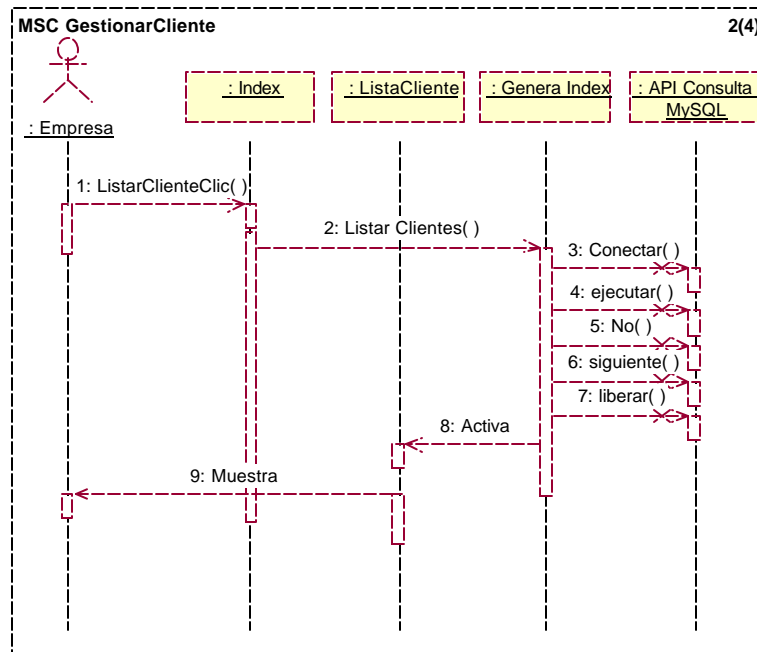 MSC GestionarCliente 2(4)
: Empresa
: Index
: ListaCliente
: Genera Index
: API Consulta
MySQL
1: ListarClienteClic( )
2: Listar Clientes( )
3: Conectar( )
4: ejecutar( )
5: No( )
6: siguiente( )
7: liberar( )
8: Activa
9: Muestra